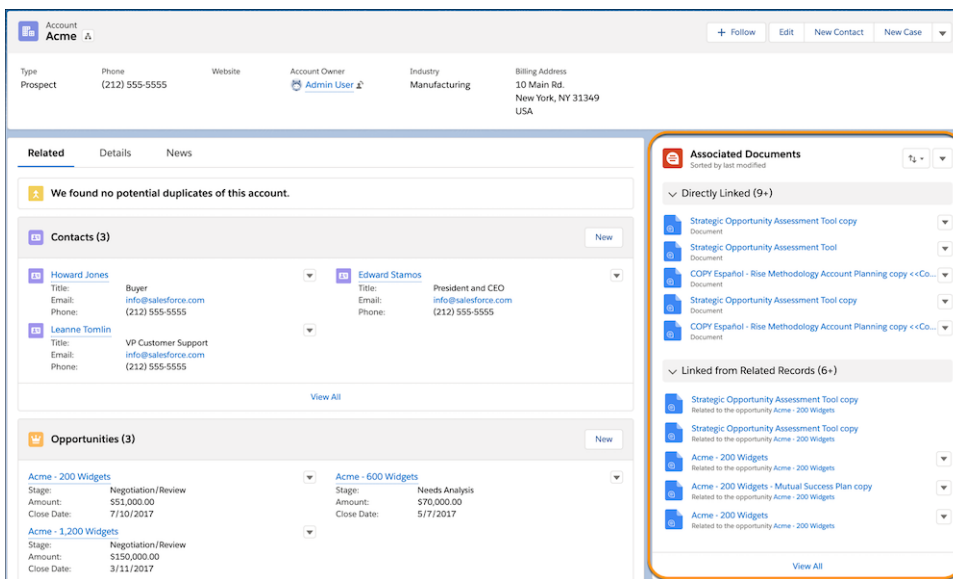 Account
Acme
+ Follow
Edit
New Contact
New Case
Type
Prospect
Phone
(212) 555-5555
Website
Account Owner
Admin User
Industry
Manufacturing
Billing Address
10 Main Rd.
New York, NY 31349
USA
Related
Details
News
We found no potential duplicates of this account.
Contacts (3)
New
Howard Jones
Title: Buyer
Email: info@salesforce.com
Phone: (212) 555-5555
Edward Stamos
Title: President and CEO
Email: info@salesforce.com
Phone: (212) 555-5555
Leanne Tomlin
Title: VP Customer Support
Email: info@salesforce.com
Phone: (212) 555-5555
View All
Opportunities (3)
New
Acme - 200 Widgets
Stage: Negotiation/Review
Amount: $51,000.00
Close Date: 7/10/2017
Acme - 600 Widgets
Stage: Needs Analysis
Amount: $70,000.00
Close Date: 5/7/2017
Acme - 1,200 Widgets
Stage: Negotiation/Review
Amount: $150,000.00
Close Date: 3/11/2017
Associated Documents
Sorted by last modified
Directly Linked (9+)
Strategic Opportunity Assessment Tool copy
Document
Strategic Opportunity Assessment Tool
Document
COPY Español - Rise Methodology Account Planning copy <<Co...
Document
Strategic Opportunity Assessment Tool copy
Document
COPY Español - Rise Methodology Account Planning copy <<Co...
Document
Linked from Related Records (6+)
Strategic Opportunity Assessment Tool copy
Related to the opportunity Acme - 200 Widgets
Strategic Opportunity Assessment Tool copy
Related to the opportunity Acme - 200 Widgets
Acme - 200 Widgets
Related to the opportunity Acme - 200 Widgets
Acme - 200 Widgets - Mutual Success Plan copy
Related to the opportunity Acme - 200 Widgets
Acme - 200 Widgets
Related to the opportunity Acme - 200 Widgets
View All